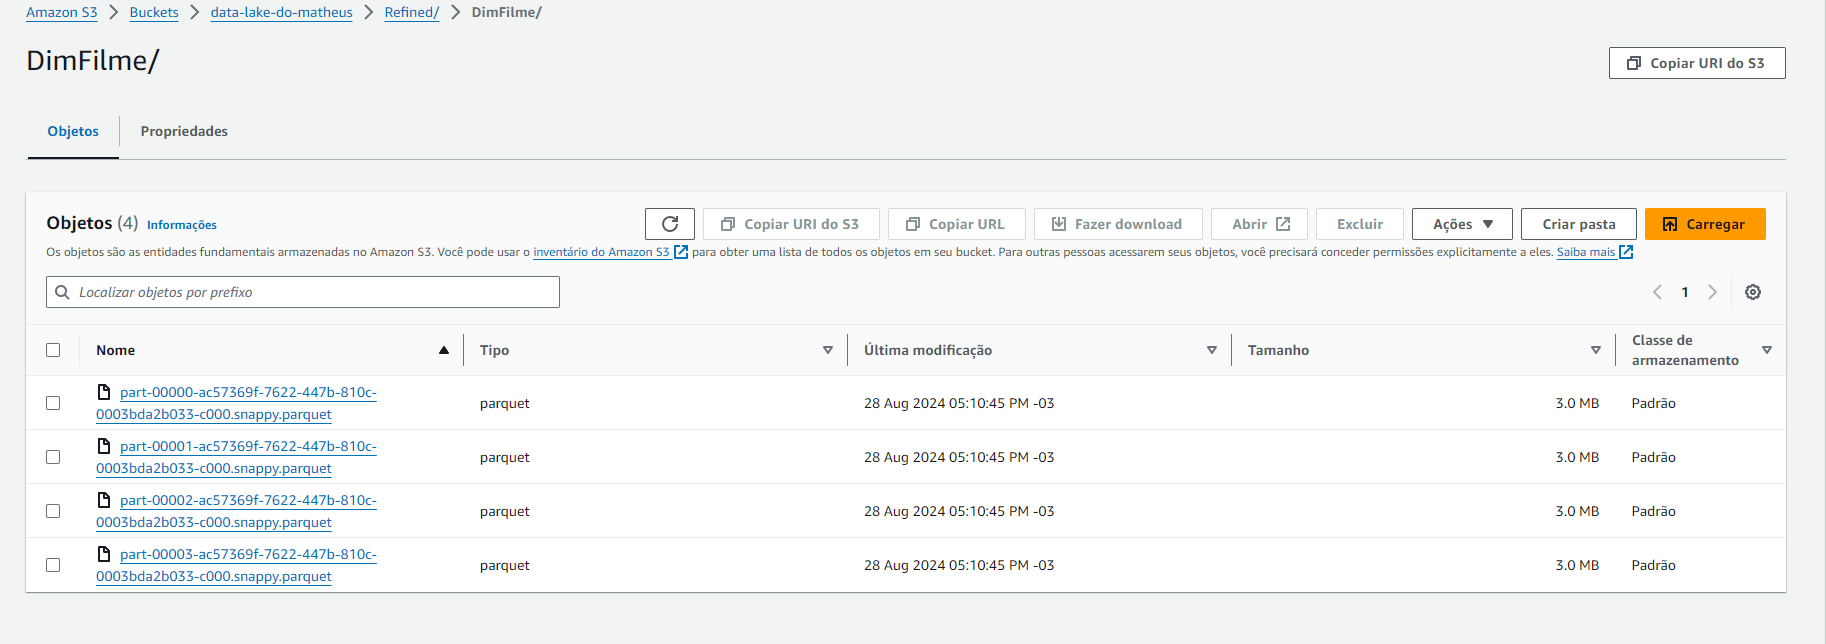 Amazon S3 > Buckets > data-lake-do-matheus > Refined/ > DimFilme/
DimFilme/
Copiar URI do S3
Objetos
Propriedades
Objetos (4) Informações
Copiar URI do S3
Copiar URL
Fazer download
Abrir
Excluir
Ações
Criar pasta
Carregar
Os objetos são as entidades fundamentais armazenadas no Amazon S3. Você pode usar o inventário do Amazon S3 para obter uma lista de todos os objetos em seu bucket. Para outras pessoas acessarem seus objetos, você precisará conceder permissões explicitamente a eles. Saiba mais
Localizar objetos por prefixo
1
Nome
Tipo
Última modificação
Tamanho
Classe de
armazenamento
part-00000-ac57369f-7622-447b-810c-
0003bda2b033-c000.snappy.parquet
parquet
28 Aug 2024 05:10:45 PM -03
3.0 MB
Padrão
part-00001-ac57369f-7622-447b-810c-
0003bda2b033-c000.snappy.parquet
parquet
28 Aug 2024 05:10:45 PM -03
3.0 MB
Padrão
part-00002-ac57369f-7622-447b-810c-
0003bda2b033-c000.snappy.parquet
parquet
28 Aug 2024 05:10:45 PM -03
3.0 MB
Padrão
part-00003-ac57369f-7622-447b-810c-
0003bda2b033-c000.snappy.parquet
parquet
28 Aug 2024 05:10:45 PM -03
3.0 MB
Padrão